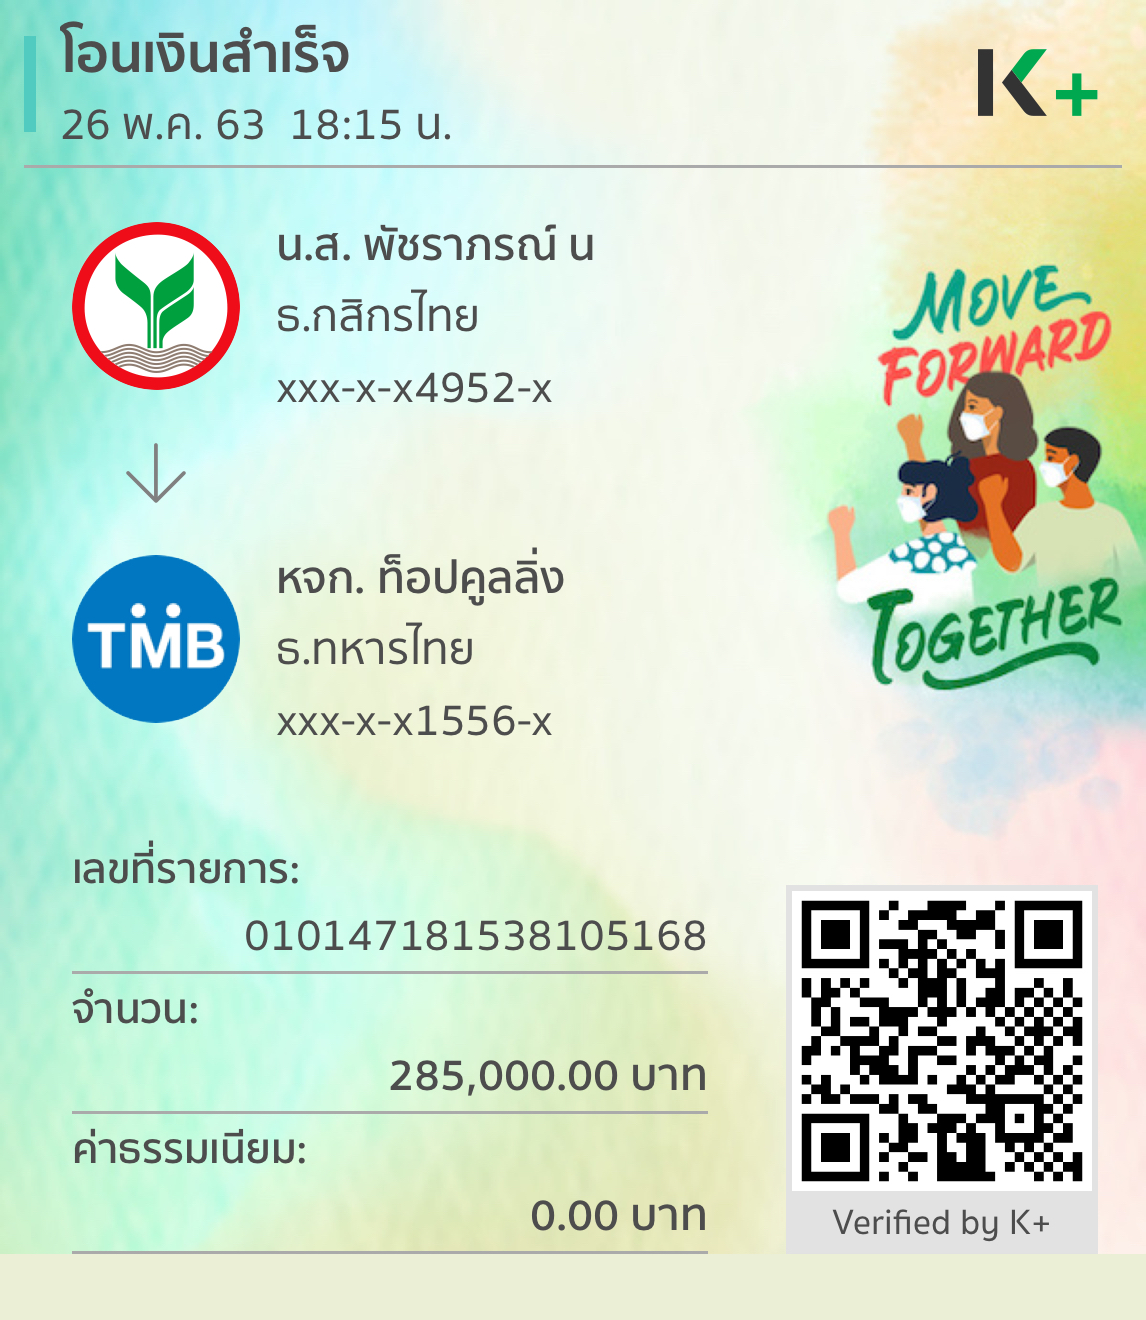 โอนเงินสำเร็จ
26 พ.ค. 63 18:15 น.
K+
น.ส. พัชราภรณ์ น
ธ.กสิกรไทย
xxx-x-x4952-x
MOVE
FORWARD
TOGETHER
TMB
หจก. ท็อปคูลลิ่ง
ธ.ทหารไทย
xxx-x-x1556-x
เลขที่รายการ:
010147181538105168
จำนวน:
285,000.00 บาท
ค่าธรรมเนียม:
0.00 บาท
Verified by K+